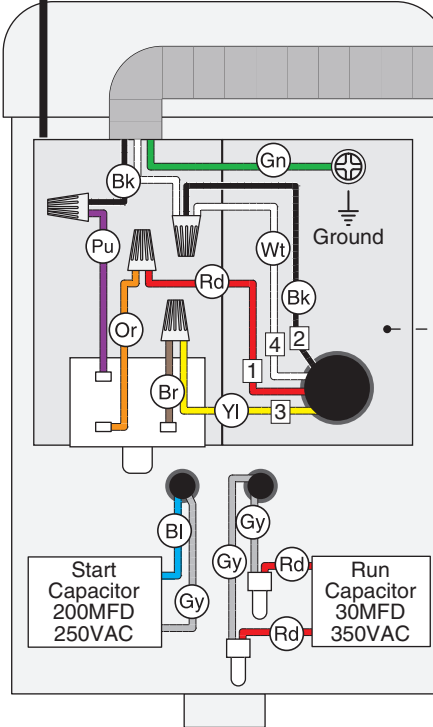 Gn
Bk
Ground
Pu
Wt
Rd
Bk
Or
4
2
1
Br
Yl
3
Bl
Gy
Gy
Gy
Rd
Rd
Start
Capacitor
200MFD
250VAC
Run
Capacitor
30MFD
350VAC